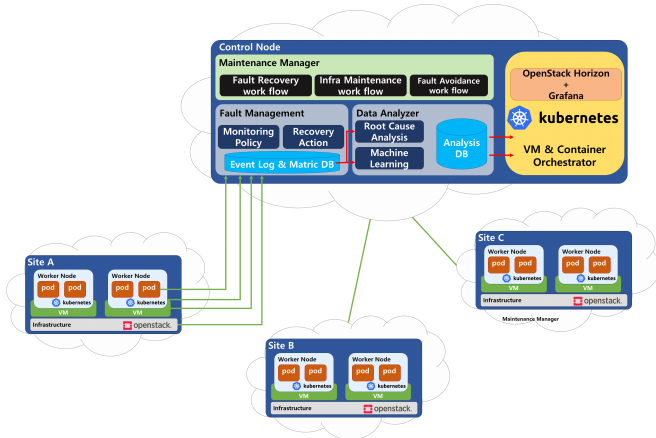 Control Node
Maintenance Manager
Fault Recovery
work flow
Infra Maintenance
work flow
Fault Avoidance
work flow
OpenStack Horizon
+
Grafana
kubernetes
VM & Container
Orchestrator
Fault Management
Monitoring
Policy
Recovery
Action
Event Log & Matric DB
Data Analyzer
Root Cause
Analysis
Machine
Learning
Analysis
DB
Site A
Worker Node
pod pod
kubernetes
VM
Worker Node
pod pod
kubernetes
VM
Infrastructure
openstack.
Site B
Worker Node
pod pod
kubernetes
VM
Worker Node
pod pod
kubernetes
VM
Infrastructure
openstack.
Site C
Worker Node
pod pod
kubernetes
VM
Worker Node
pod pod
kubernetes
VM
Infrastructure
openstack.
Maintenance Manager